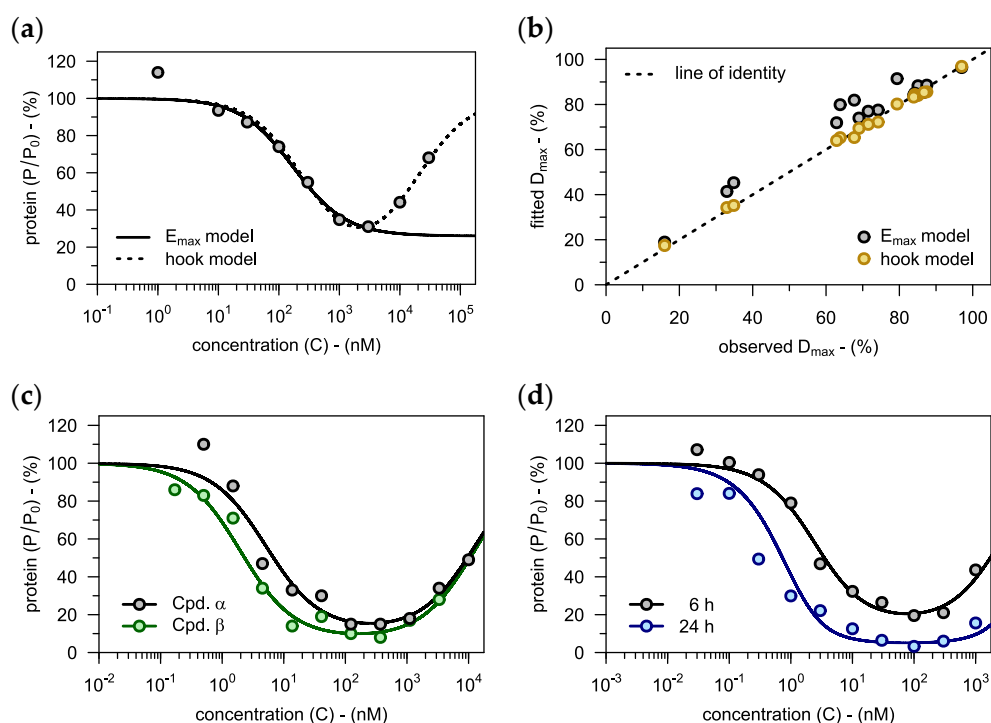 (a)
protein (P/P₀) - (%)
120
100
80
60
40
20
0
Eₘₐₓ model
hook model
10⁻¹ 10⁰ 10¹ 10² 10³ 10⁴ 10⁵
concentration (C) - (nM)
(b)
fitted Dₘₐₓ - (%)
100
80
60
40
20
0
line of identity
Eₘₐₓ model
hook model
0 20 40 60 80 100
observed Dₘₐₓ - (%)
(c)
protein (P/P₀) - (%)
120
100
80
60
40
20
0
Cpd. α
Cpd. β
10⁻² 10⁻¹ 10⁰ 10¹ 10² 10³ 10⁴
concentration (C) - (nM)
(d)
protein (P/P₀) - (%)
120
100
80
60
40
20
0
6 h
24 h
10⁻³ 10⁻² 10⁻¹ 10⁰ 10¹ 10² 10³
concentration (C) - (nM)